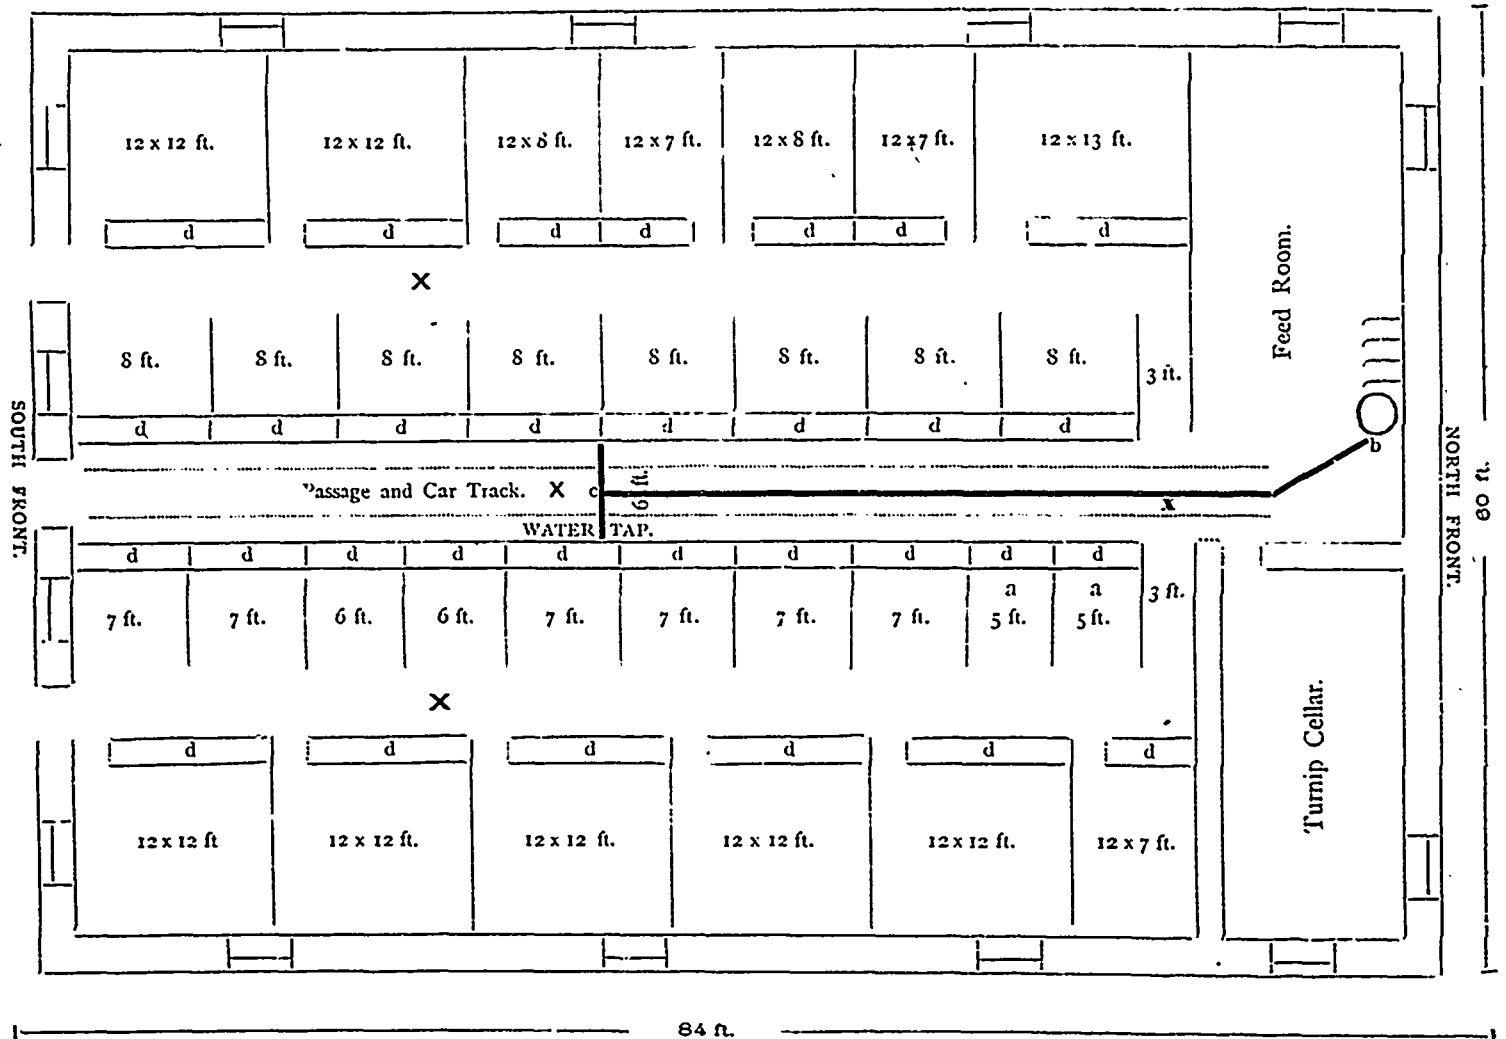 12 x 12 ft. 12 x 12 ft. 12 x 8 ft. 12 x 7 ft. 12 x 8 ft. 12 x 7 ft. 12 x 13 ft.
d d d d d d d
Feed Room.
X
8 ft. 8 ft. 8 ft. 8 ft. 8 ft. 8 ft. 8 ft. 8 ft. 3 ft.
d d d d d d d d
b
SOUTH FRONT.
Passage and Car Track. X c 6 ft. x
NORTH FRONT.
60 ft.
WATER TAP.
d d d d d d d d d d
a a
7 ft. 7 ft. 6 ft. 6 ft. 7 ft. 7 ft. 7 ft. 7 ft. 5 ft. 5 ft. 3 ft.
X
d d d d d d
Turnip Cellar.
12 x 12 ft 12 x 12 ft. 12 x 12 ft. 12 x 12 ft. 12 x 12 ft. 12 x 7 ft.
84 ft.